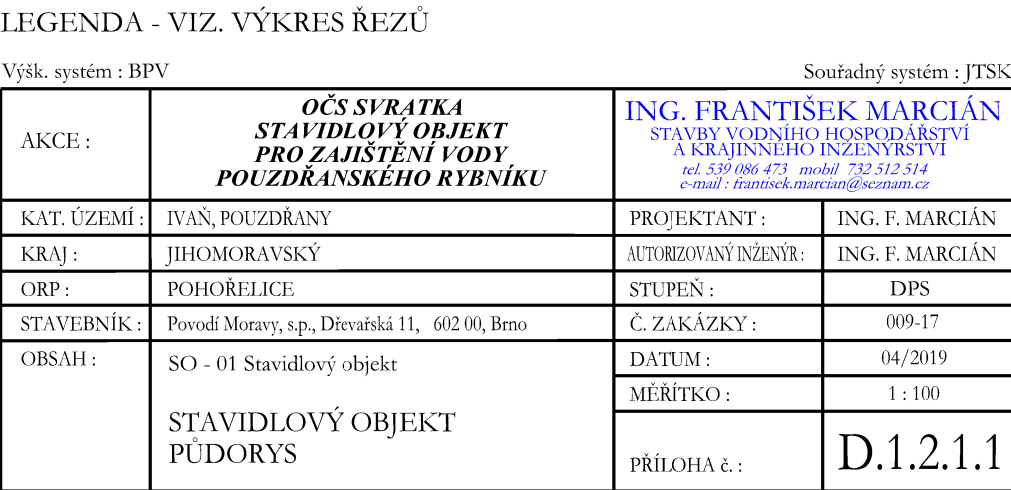 LEGENDA - VIZ. VÝKRES ŘEZŮ
Výšk. systém : BPV
Souřadný systém : JTSK
AKCE :
OČS SVRATKA
STAVIDLOVÝ OBJEKT
PRO ZAJIŠTĚNÍ VODY
POUZDŘANSKÉHO RYBNÍKU
ING. FRANTIŠEK MARCIÁN
STAVBY VODNÍHO HOSPODÁŘSTVÍ
A KRAJINNÉHO INŽENÝRSTVÍ
tel. 539 086 473 mobil 732 512 514
e-mail : frantisek.marcian@seznam.cz
KAT. ÚZEMÍ : IVAŇ, POUZDŘANY
PROJEKTANT : ING. F. MARCIÁN
KRAJ : JIHOMORAVSKÝ
AUTORIZOVANÝ INŽENÝR : ING. F. MARCIÁN
ORP : POHOŘELICE
STUPEŇ : DPS
STAVEBNÍK : Povodí Moravy, s.p., Dřevařská 11, 602 00, Brno
Č. ZAKÁZKY : 009-17
OBSAH : SO - 01 Stavidlový objekt
STAVIDLOVÝ OBJEKT
PŮDORYS
DATUM : 04/2019
MĚŘÍTKO : 1 : 100
PŘÍLOHA č. : D.1.2.1.1